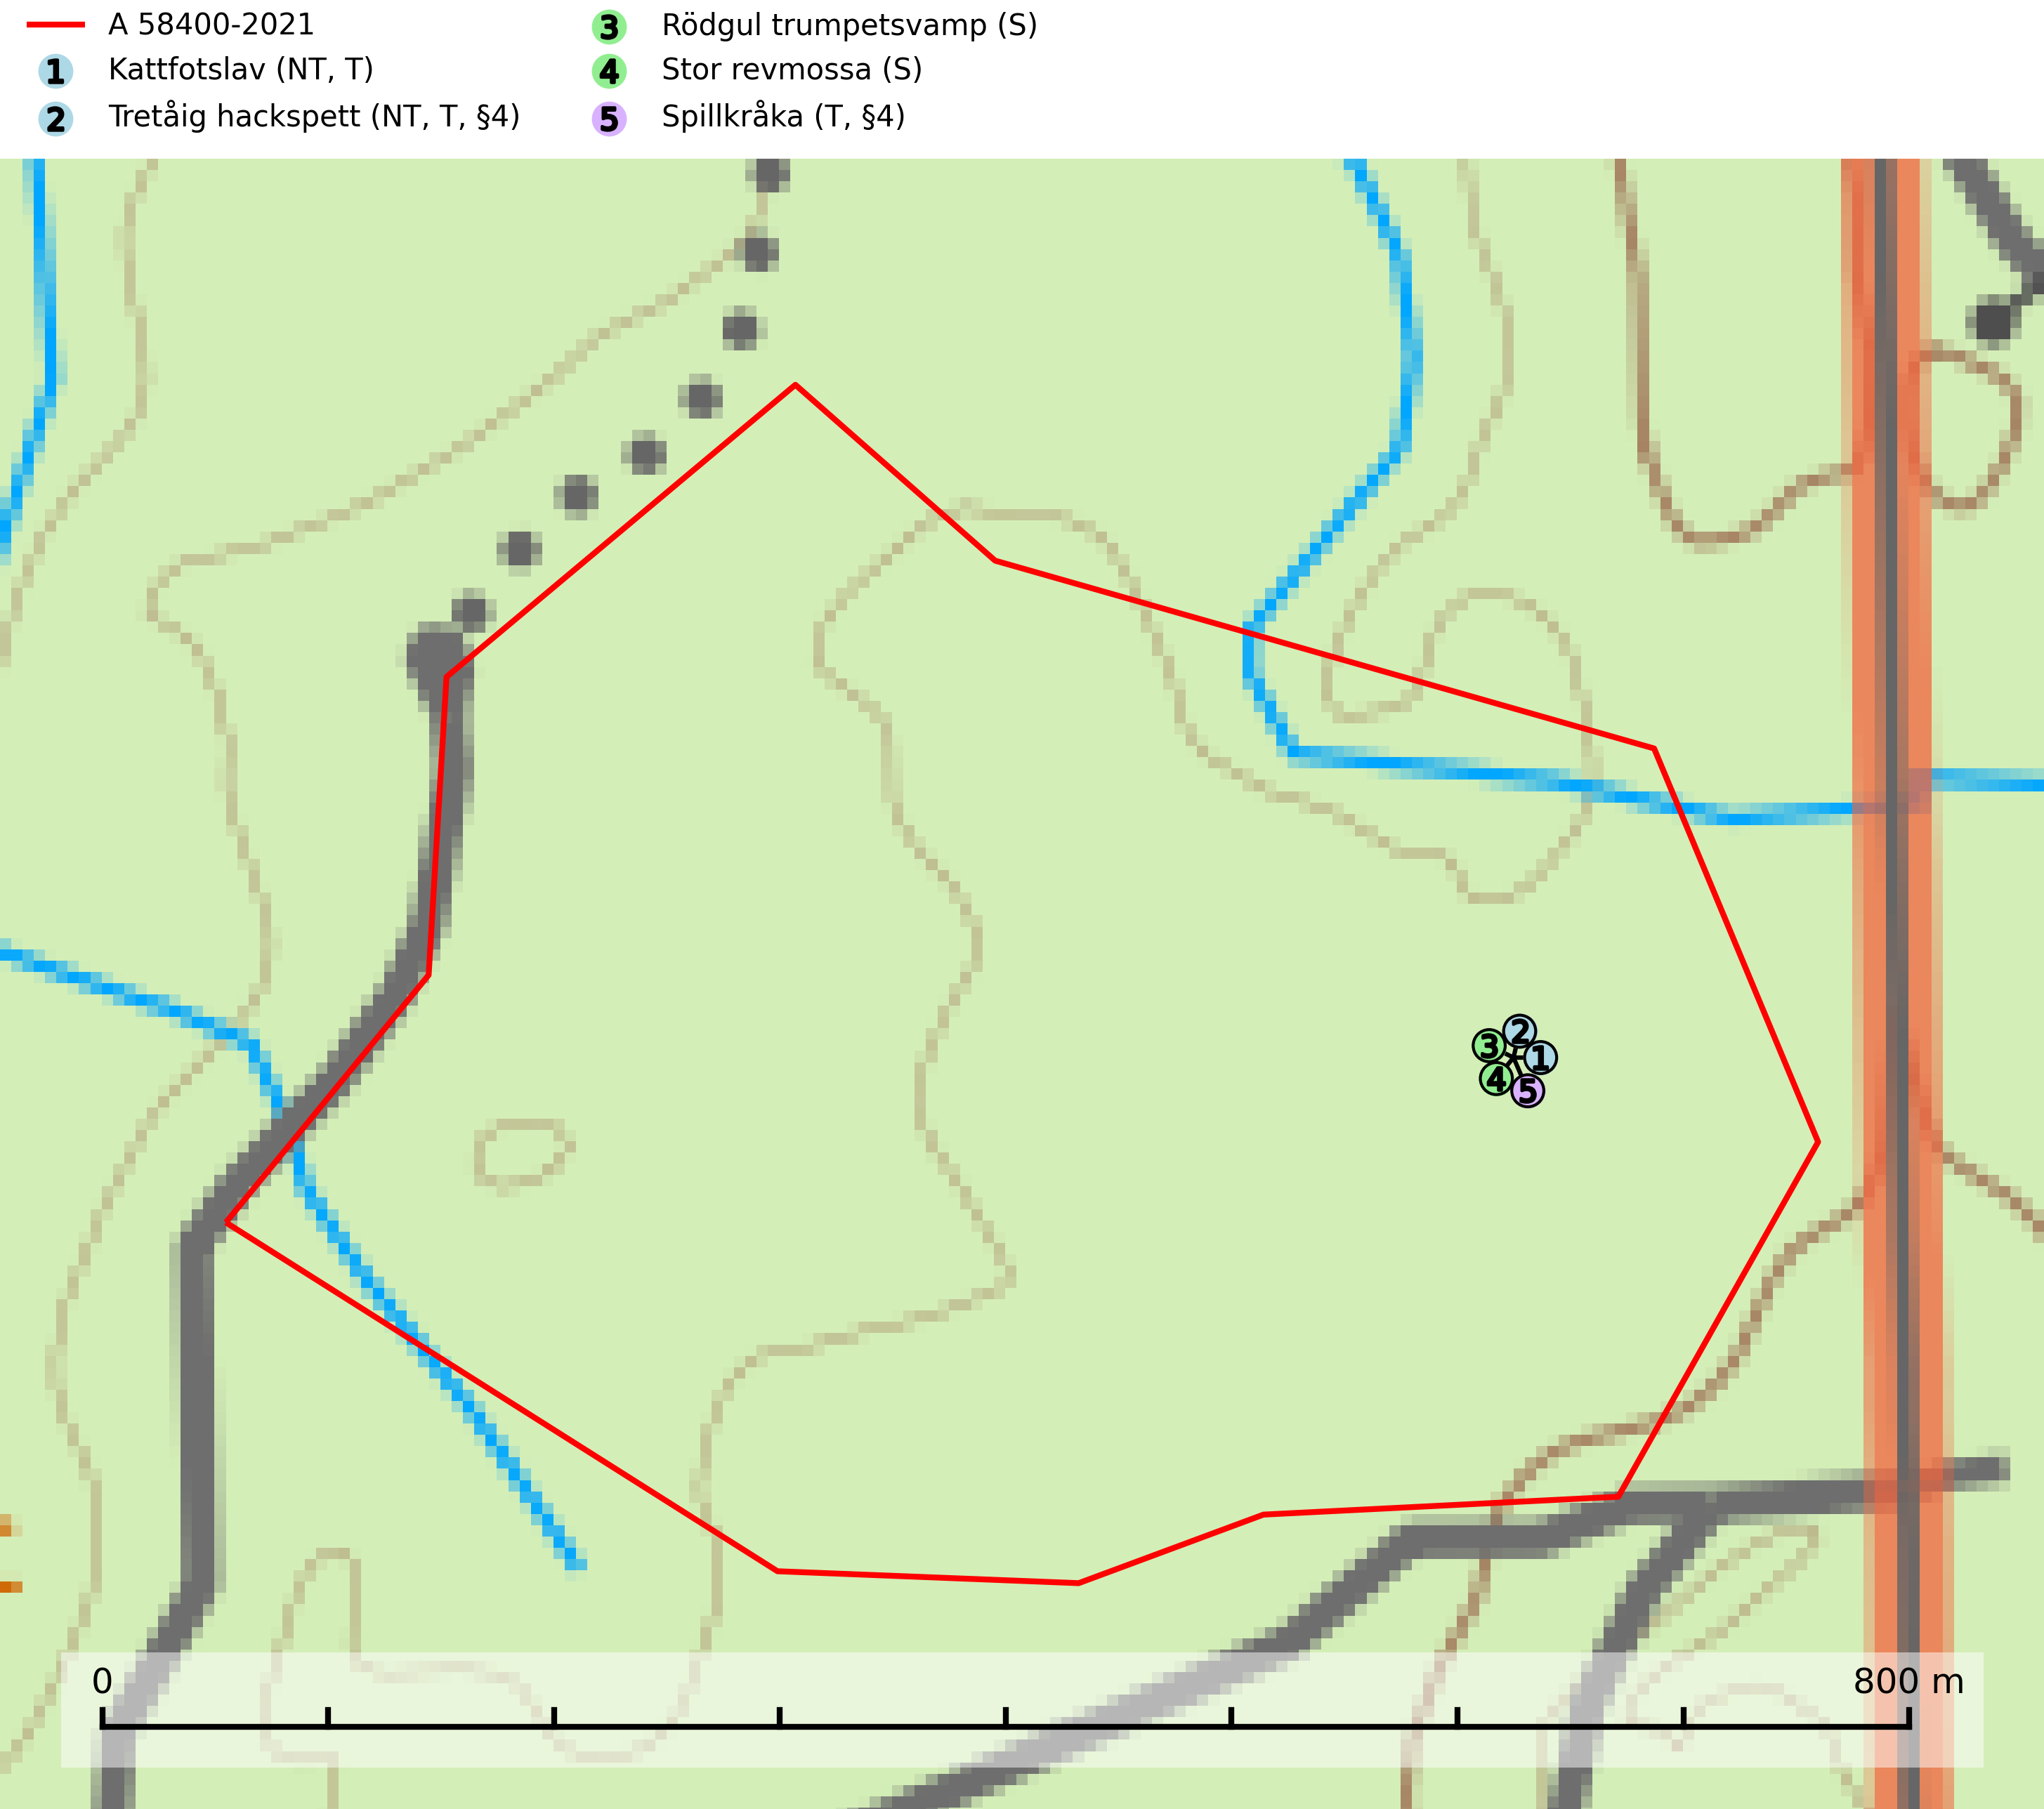 A 58400-2021
1 Kattfotslav (NT, T)
2 Tretåig hackspett (NT, T, §4)
3 Rödgul trumpetsvamp (S)
4 Stor revmossa (S)
5 Spillkråka (T, §4)
2
3
1
4
5
0
800 m